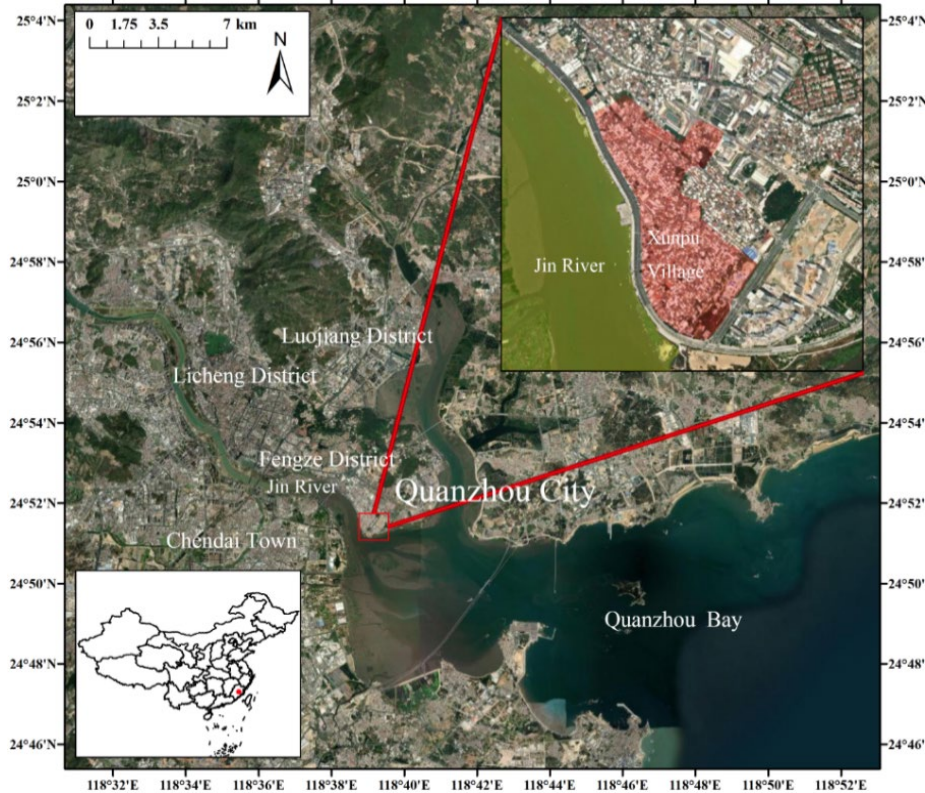 0 1.75 3.5 7 km
N
25°4'N
25°2'N
25°0'N
24°58'N
24°56'N
24°54'N
24°52'N
24°50'N
24°48'N
24°46'N
25°4'N
25°2'N
25°0'N
24°58'N
24°56'N
24°54'N
24°52'N
24°50'N
24°48'N
24°46'N
Xunpu
Village
Jin River
Luojiang District
Licheng District
Fengze District
Jin River
Quanzhou City
Chendai Town
Quanzhou Bay
118°32'E
118°34'E
118°36'E
118°38'E
118°40'E
118°42'E
118°44'E
118°46'E
118°48'E
118°50'E
118°52'E